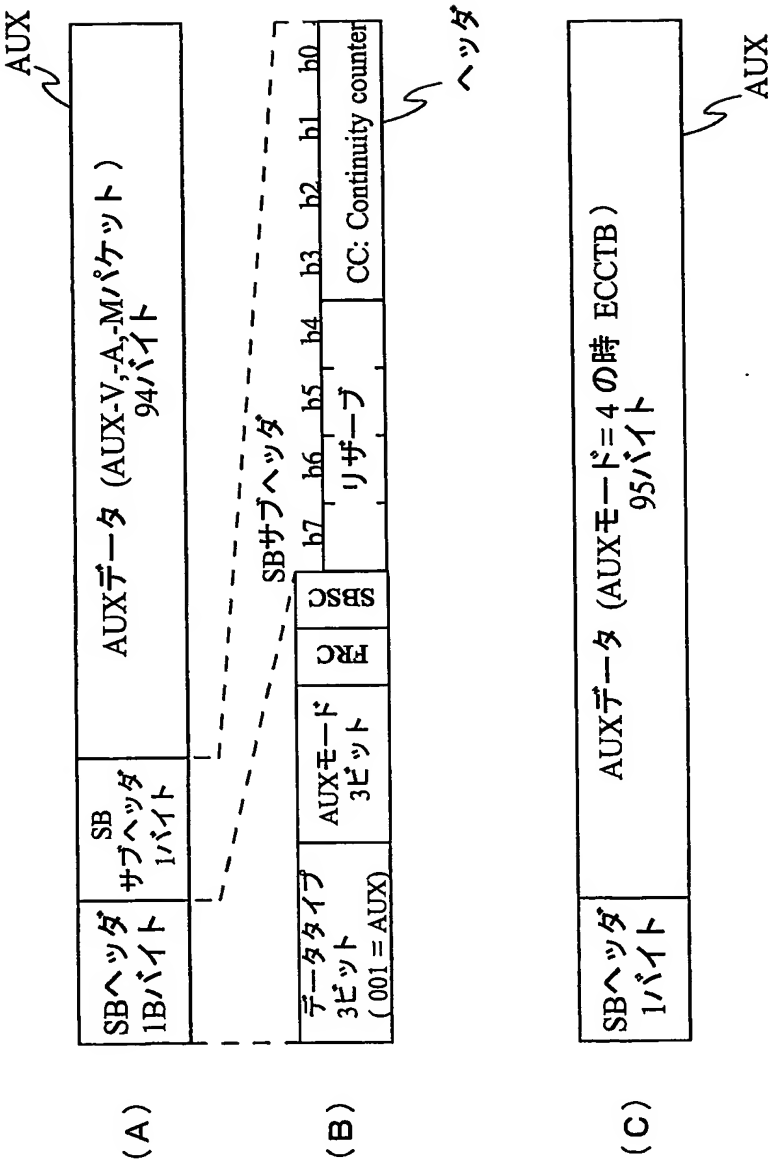 (A)
SBヘッダ
1Bバイト
SB
サブヘッダ
1バイト
AUXデータ (AUX-V,-A,-Mパケット)
94バイト
AUX
(B)
データタイプ
3ビット
(001 = AUX)
AUXモード
3ビット
FRC
SBSC
SBサブヘッダ
b7 b6 b5 b4 b3 b2 b1 b0
リザーブ
CC: Continuity counter
ヘッダ
(C)
SBヘッダ
1バイト
AUXデータ (AUXモード=4 の時 ECCTB)
95バイト
AUX